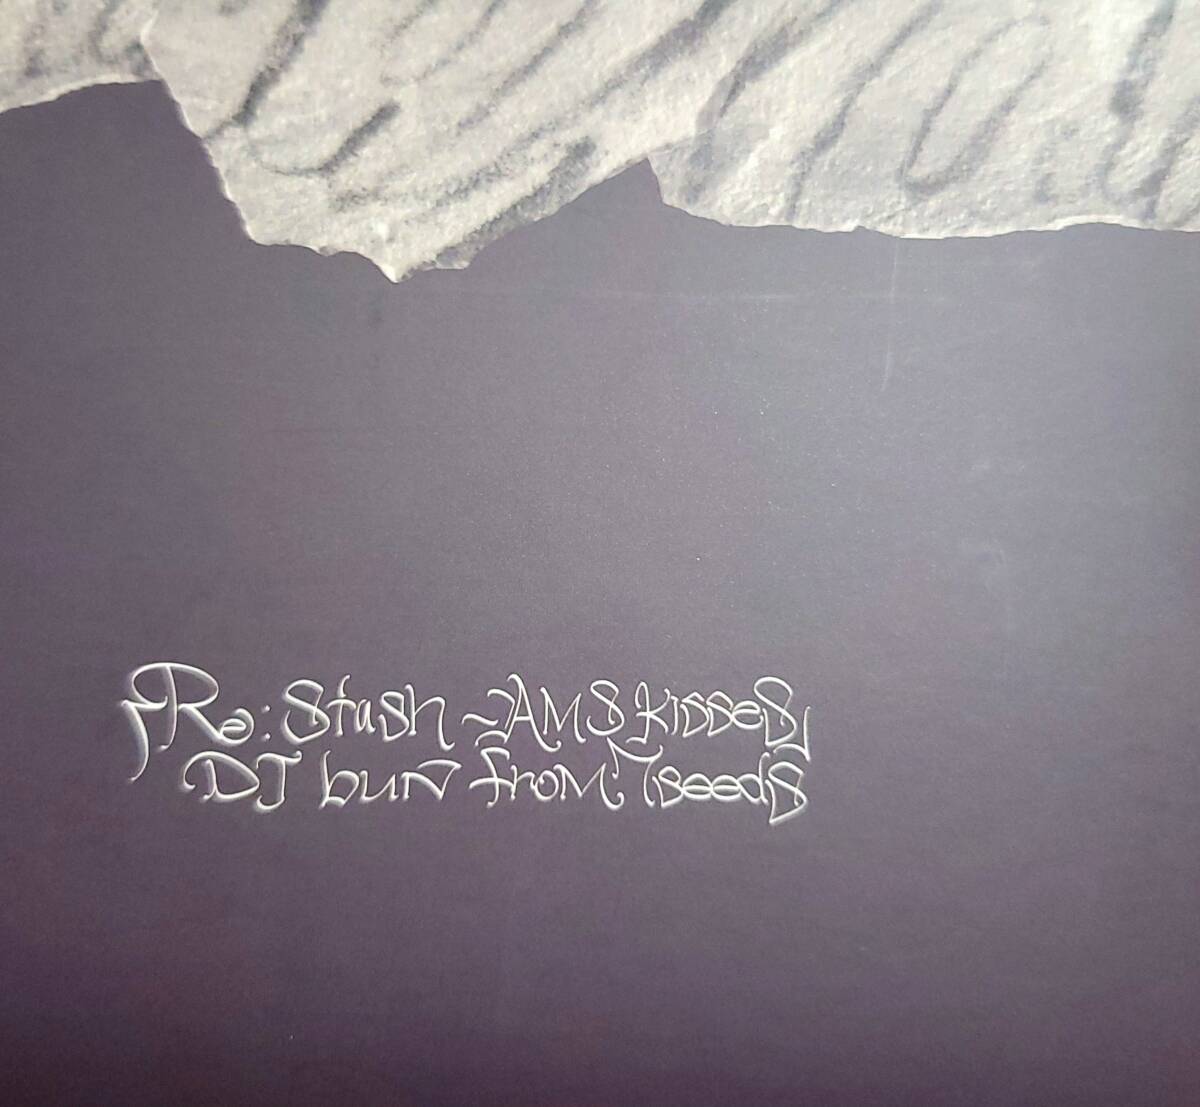 Re: Stash ~AMS kisses,
DJ bun from 7seeds